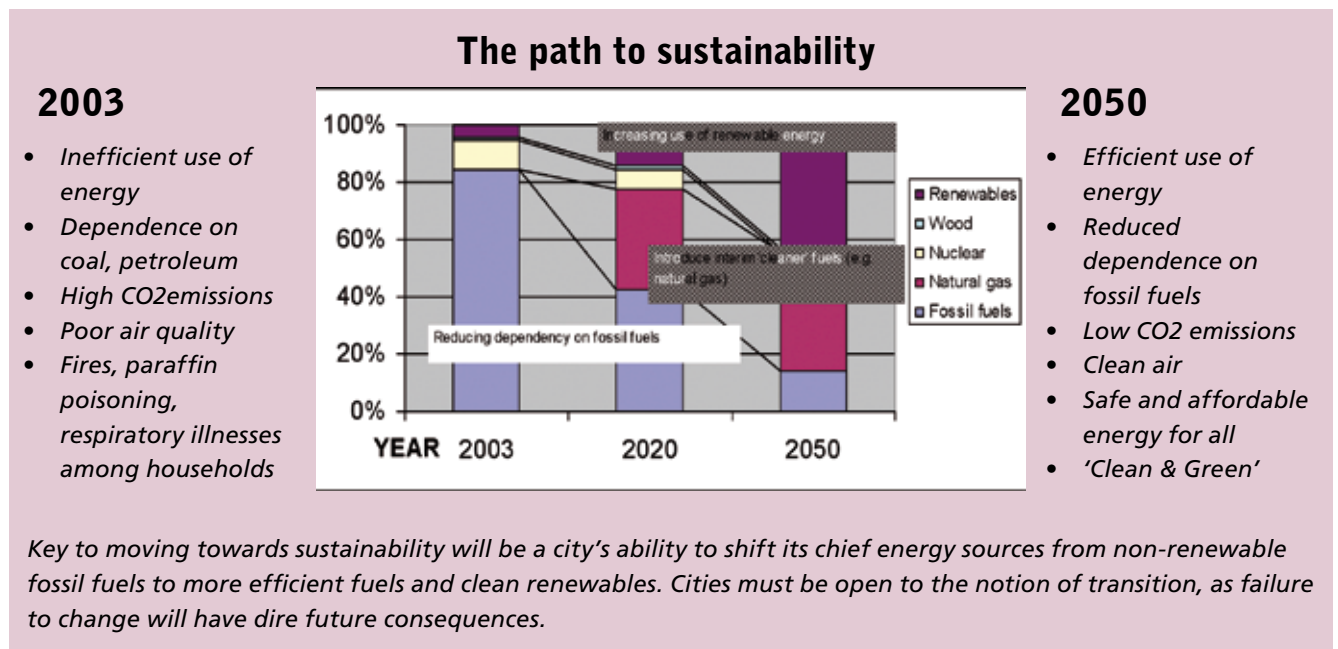 The path to sustainability
2003
• Inefficient use of
energy
• Dependence on
coal, petroleum
• High CO2emissions
• Poor air quality
• Fires, paraffin
poisoning,
respiratory illnesses
among households
100%
80%
60%
40%
20%
0%
Increasing use of renewable energy
Introduce interim 'cleaner' fuels (e.g.
natural gas)
Reducing dependency on fossil fuels
YEAR 2003 2020 2050
Renewables
Wood
Nuclear
Natural gas
Fossil fuels
2050
• Efficient use of
energy
• Reduced
dependence on
fossil fuels
• Low CO2 emissions
• Clean air
• Safe and affordable
energy for all
• ‘Clean & Green’
Key to moving towards sustainability will be a city’s ability to shift its chief energy sources from non-renewable
fossil fuels to more efficient fuels and clean renewables. Cities must be open to the notion of transition, as failure
to change will have dire future consequences.